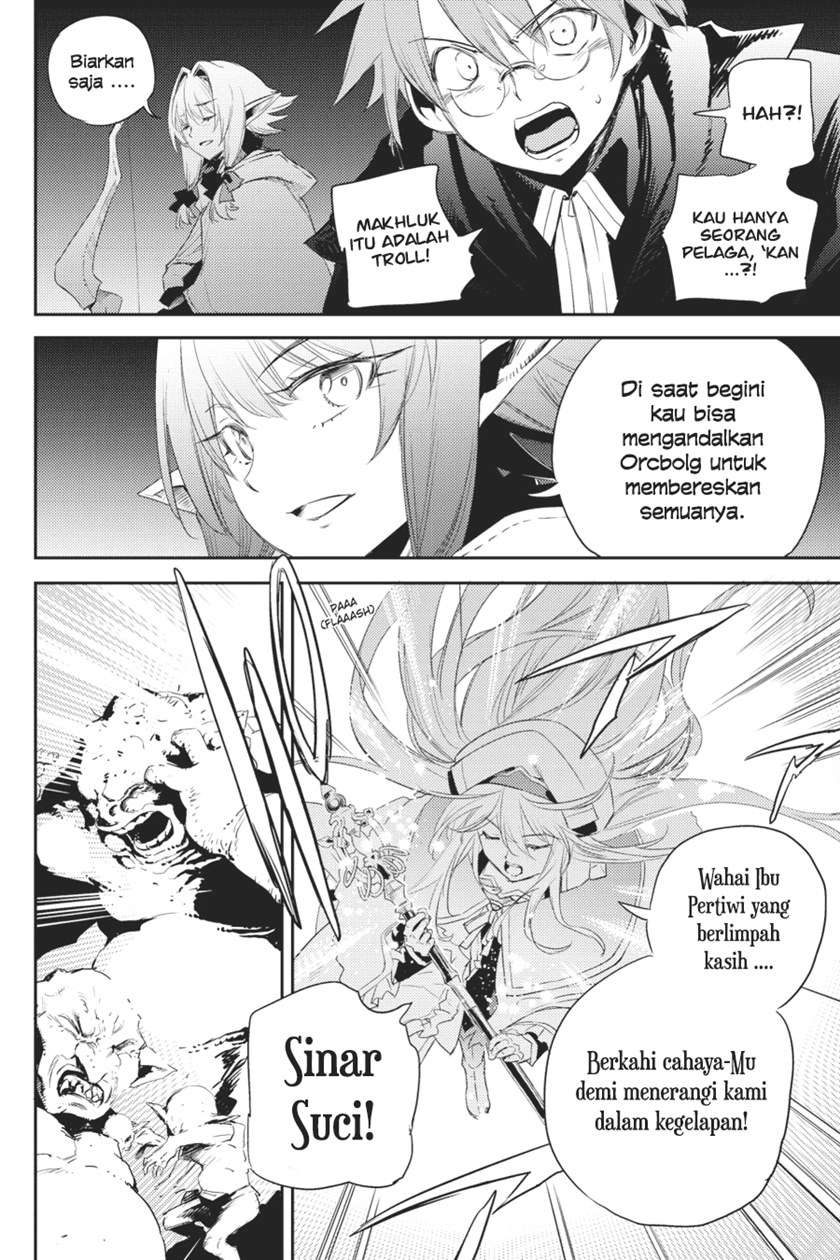 HAH?!
KAU HANYA
SEORANG
PELAGA, 'KAN
...?!
MAKHLUK
ITU ADALAH
TROLL!
Biarkan
saja ....
Di saat begini
kau bisa
mengandalkan
Orcbolg untuk
membereskan
semuanya.
PAAA
(FLAAASH)
Wahai Ibu
Pertiwi yang
berlimpah
kasih ....
Berkahi cahaya-Mu
demi menerangi kami
dalam kegelapan!
Sinar
Suci!